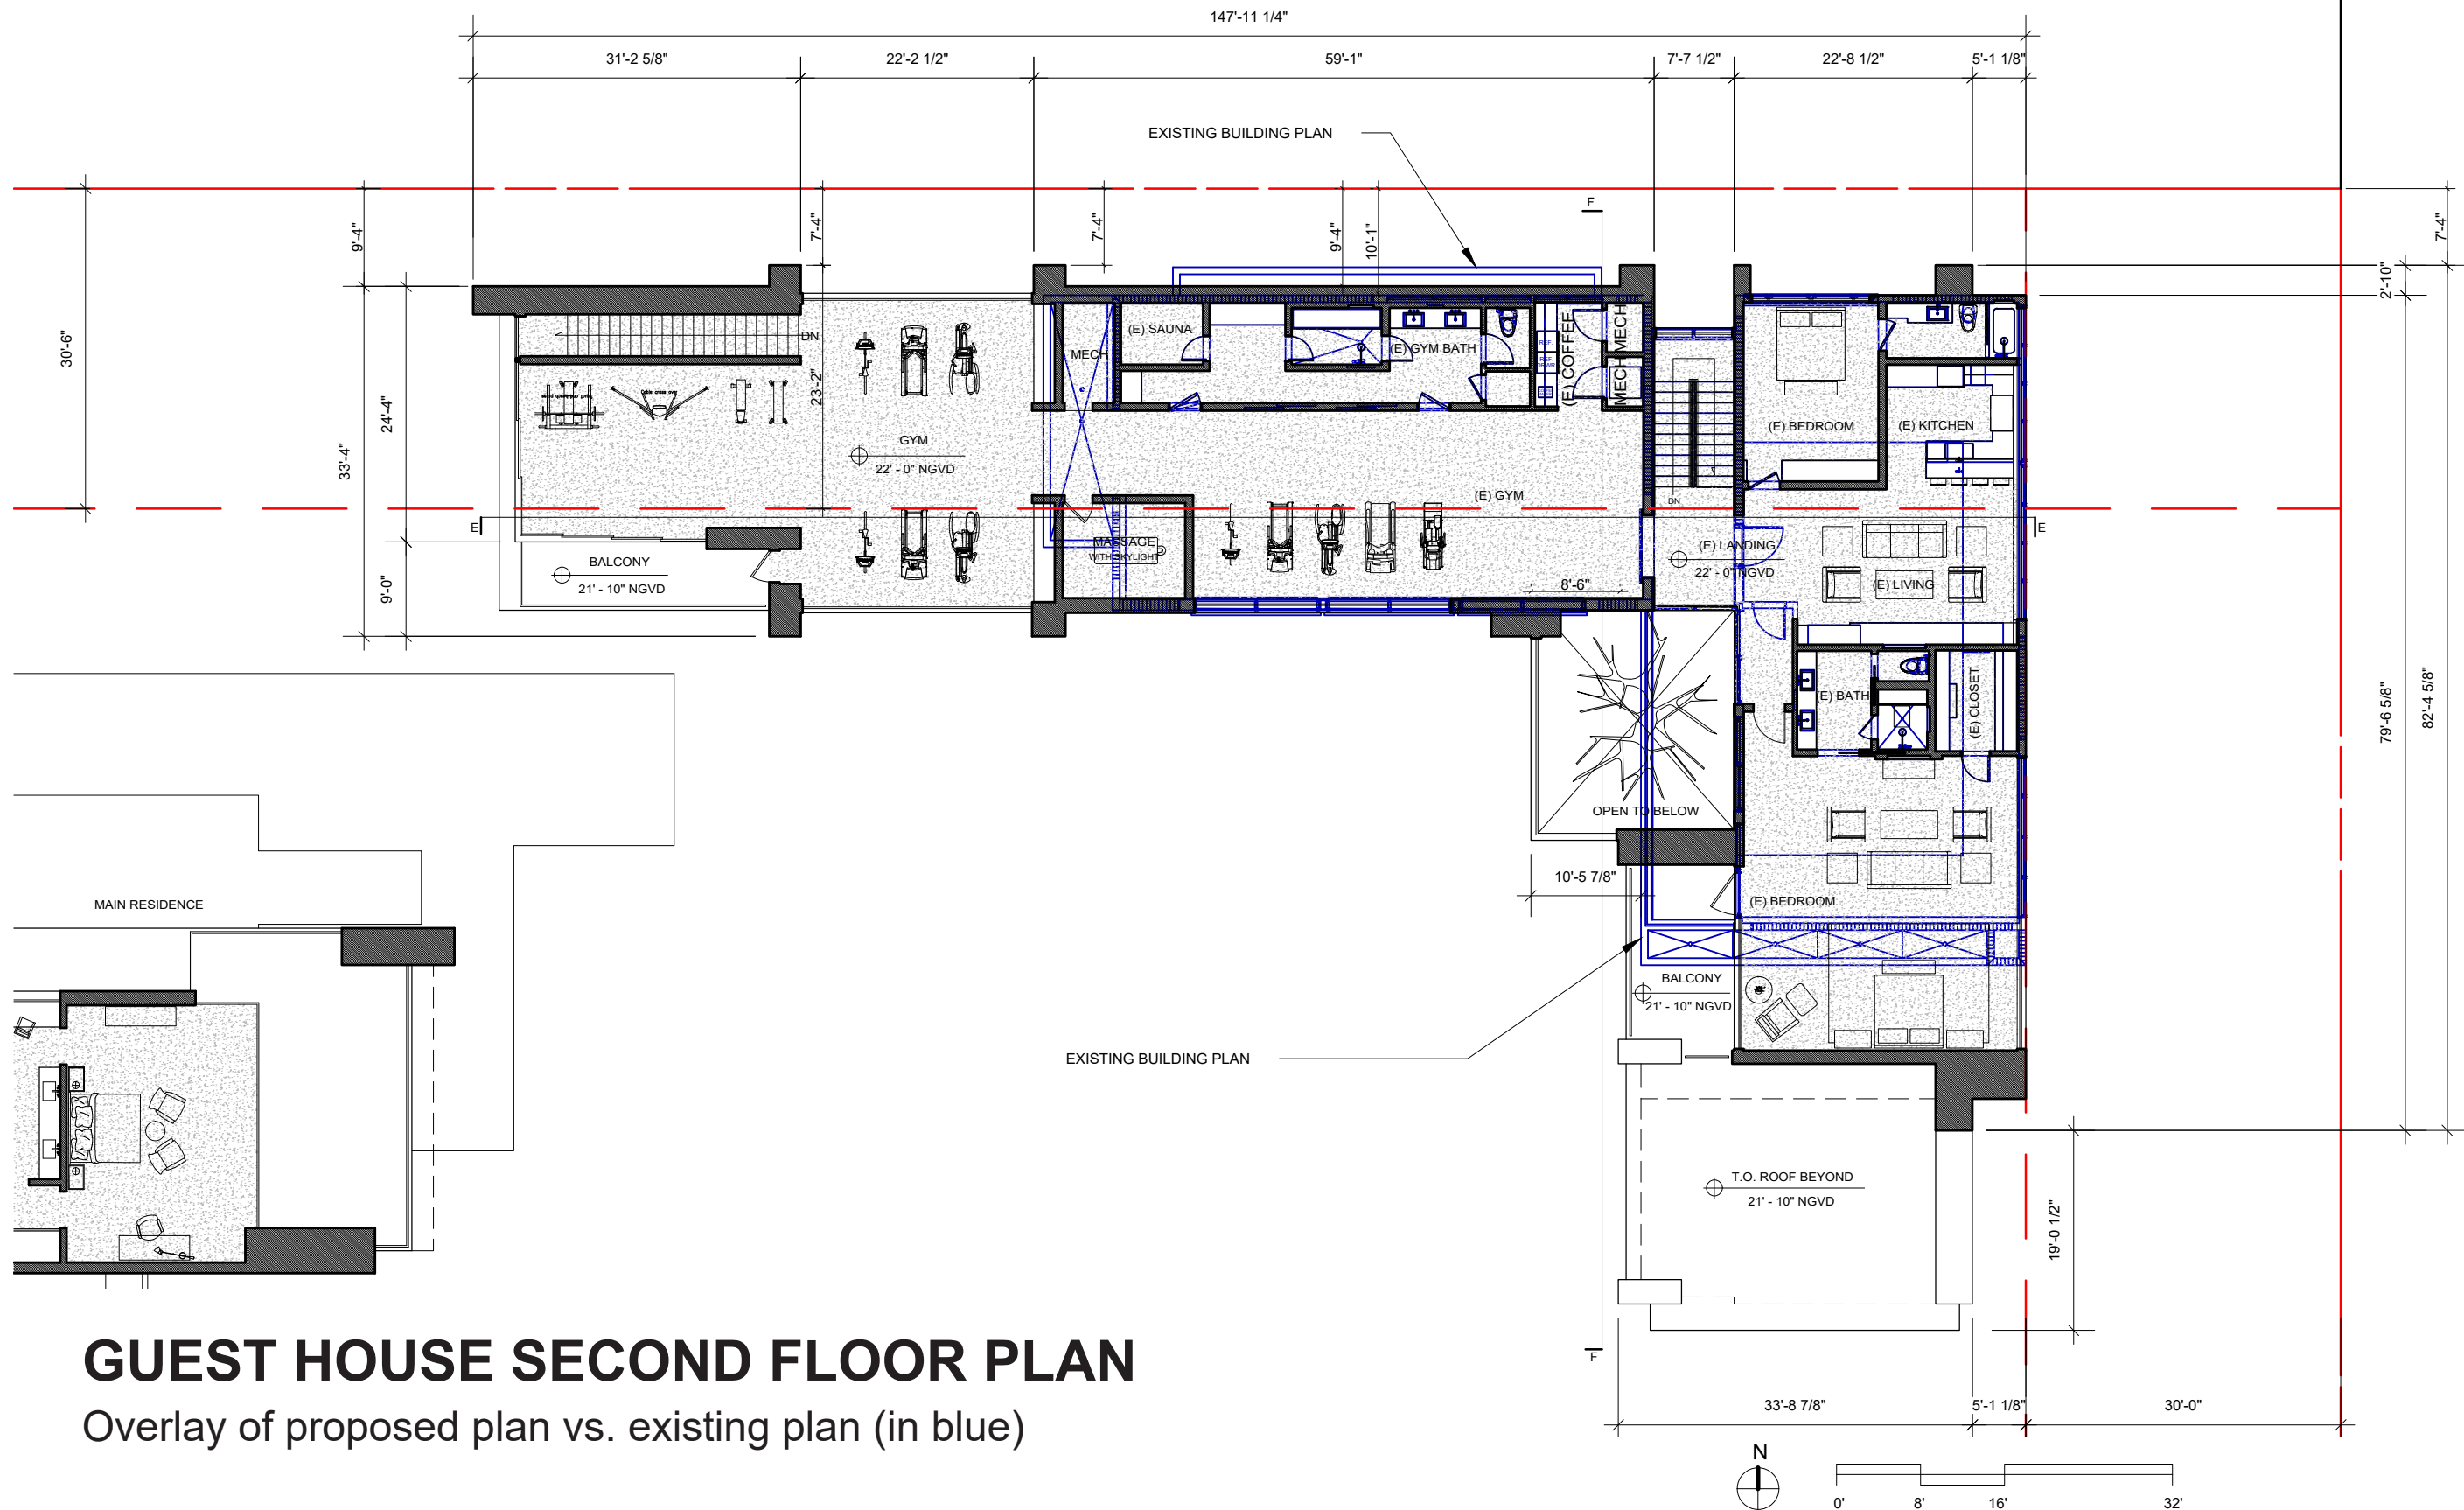 147'-11 1/4"
31'-2 5/8"
22'-2 1/2"
59'-1"
7'-7 1/2"
22'-8 1/2"
5'-1 1/8"
EXISTING BUILDING PLAN
F
9'-4"
7'-4"
7'-4"
9'-4"
10'-1"
7'-4"
2'-10"
30'-6"
33'-4"
24'-4"
9'-0"
23'-2"
DN
MECH
(E) SAUNA
(E) GYM BATH
REF
REF
DRWR
(E) COFFEE
MECH
MECH
(E) BEDROOM
(E) KITCHEN
GYM
22' - 0" NGVD
(E) GYM
DN
E
E
MASSAGE
WITH SKYLIGHT
(E) LANDING
22' - 0" NGVD
BALCONY
21' - 10" NGVD
8'-6"
(E) LIVING
(E) BATH
(E) CLOSET
79'-6 5/8"
82'-4 5/8"
OPEN TO BELOW
10'-5 7/8"
MAIN RESIDENCE
(E) BEDROOM
BALCONY
21' - 10" NGVD
EXISTING BUILDING PLAN
T.O. ROOF BEYOND
21' - 10" NGVD
19'-0 1/2"
F
GUEST HOUSE SECOND FLOOR PLAN
Overlay of proposed plan vs. existing plan (in blue)
33'-8 7/8"
5'-1 1/8"
30'-0"
N
0'
8'
16'
32'